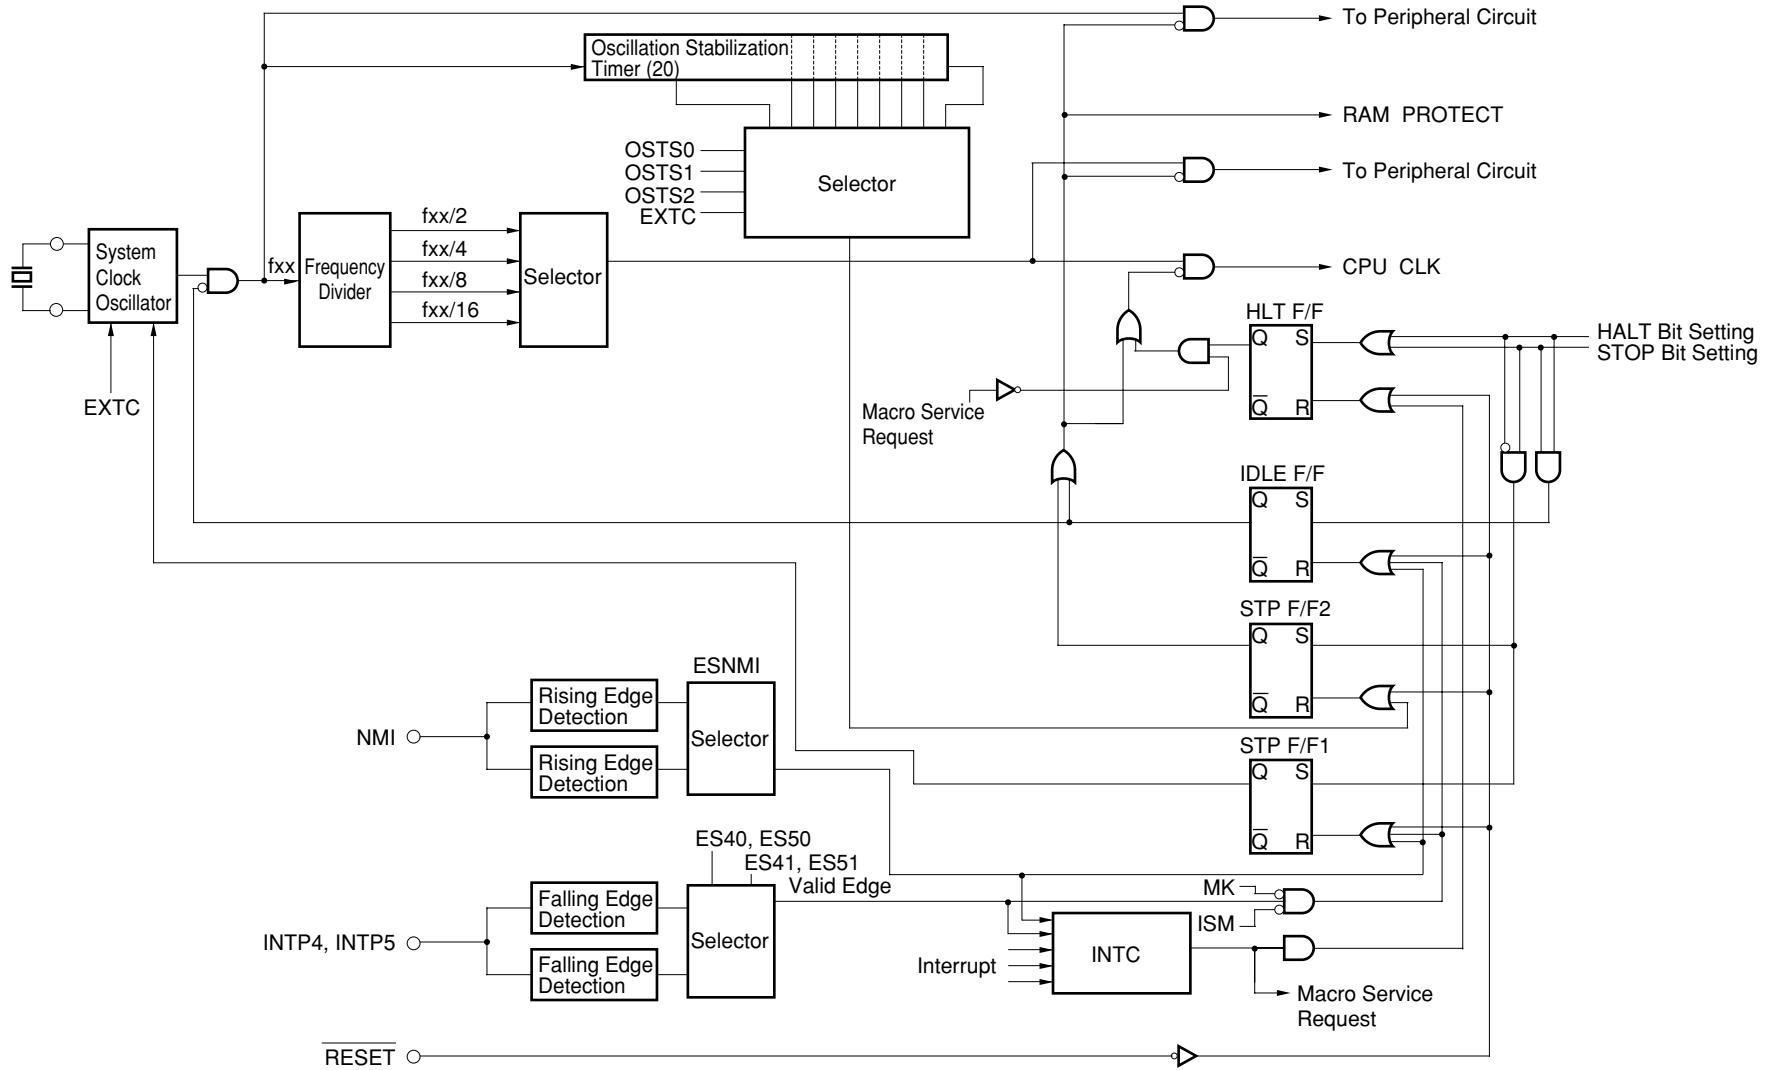 To Peripheral Circuit
Oscillation Stabilization
Timer (20)
RAM PROTECT
OSTS0
OSTS1
OSTS2
EXTC
Selector
To Peripheral Circuit
System
Clock
Oscillator
fxx
Frequency
Divider
fxx/2
fxx/4
fxx/8
fxx/16
Selector
CPU CLK
EXTC
HLT F/F
Q S
Q R
HALT Bit Setting
STOP Bit Setting
Macro Service
Request
IDLE F/F
Q S
Q R
STP F/F2
Q S
Q R
ESNMI
Rising Edge
Detection
NMI
Selector
Rising Edge
Detection
STP F/F1
Q S
Q R
ES40, ES50
ES41, ES51
Valid Edge
Falling Edge
Detection
INTP4, INTP5
Selector
Falling Edge
Detection
MK
ISM
Interrupt
INTC
Macro Service
Request
RESET